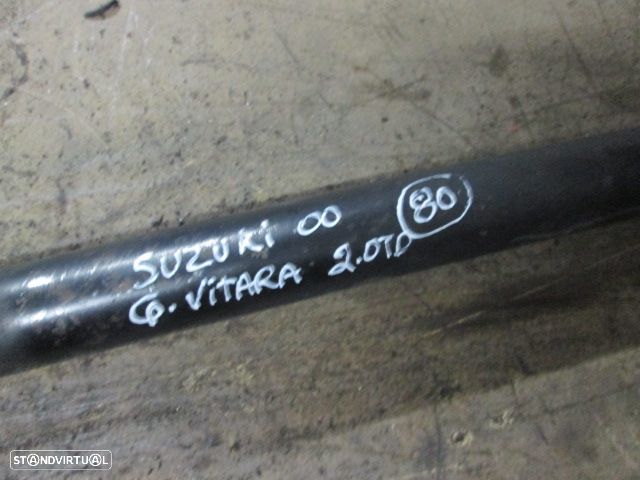 SUZUKI 00 80
G. VITARA 2.0TD
STANDVIRTUAL